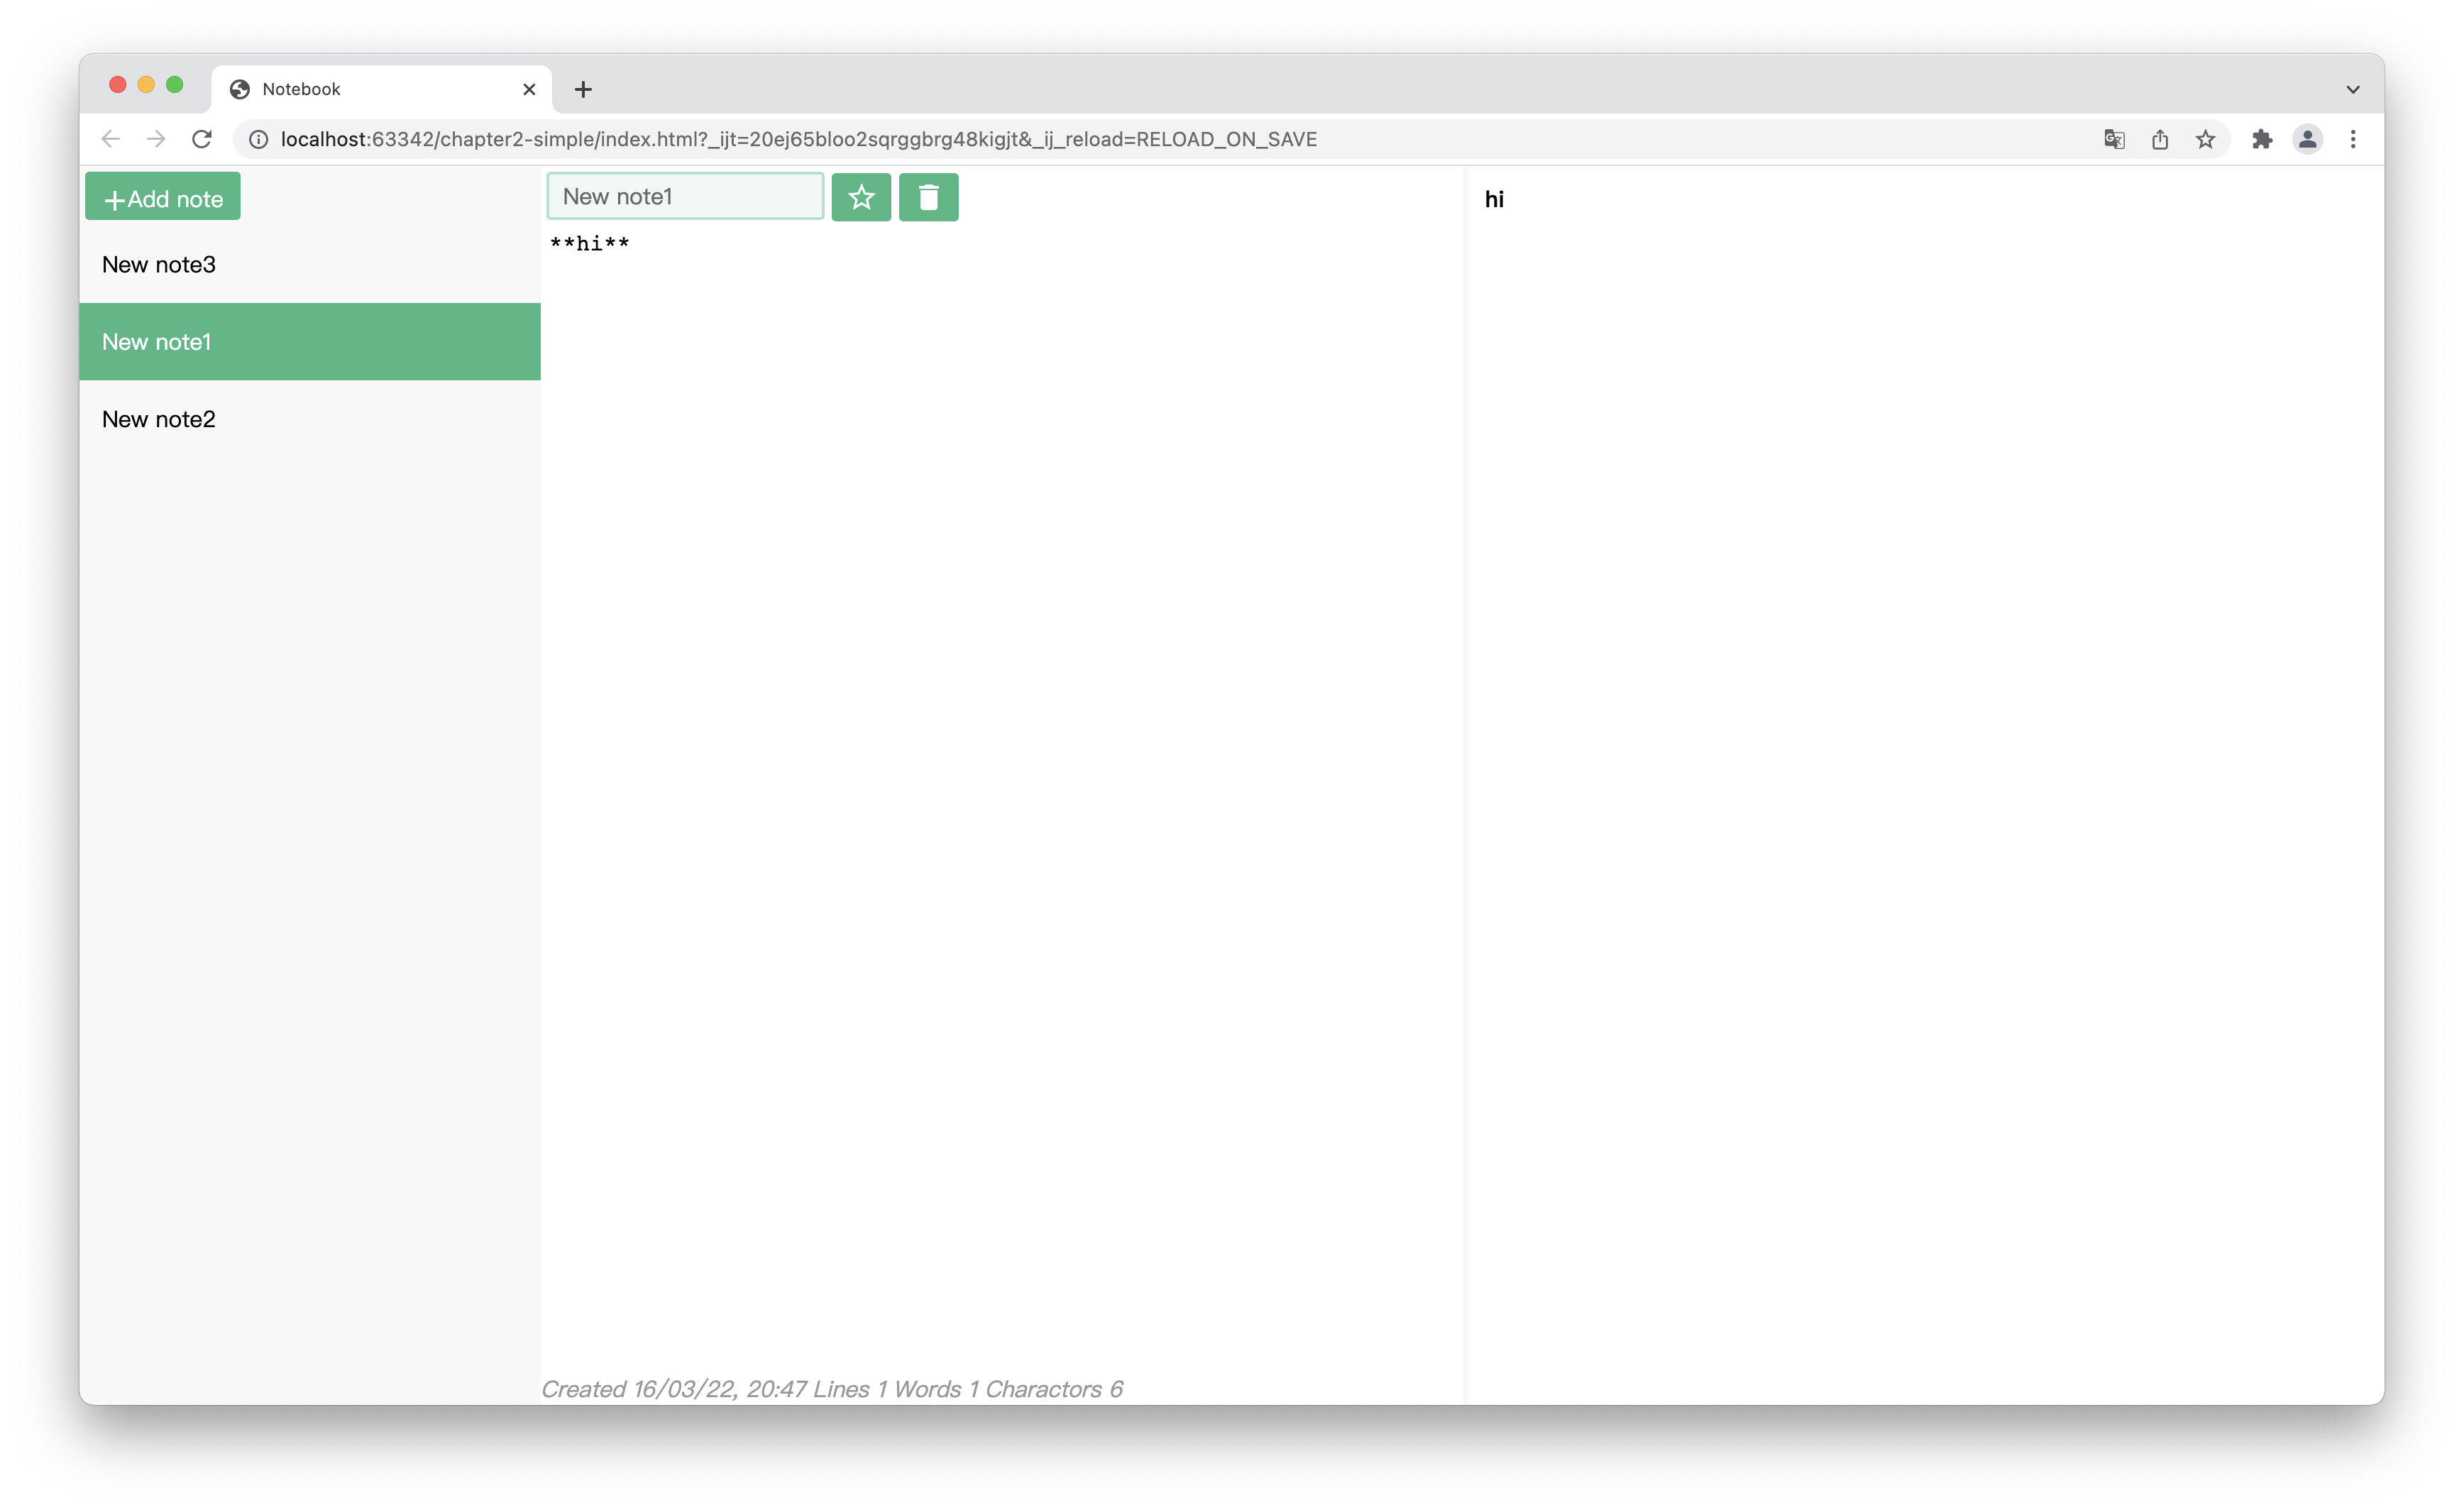 Notebook
localhost:63342/chapter2-simple/index.html?_ijt=20ej65bloo2sqrggbrg48kigjt&_ij_reload=RELOAD_ON_SAVE
+Add note
New note3
New note1
New note2
New note1
**hi**
Created 16/03/22, 20:47 Lines 1 Words 1 Charactors 6
hi